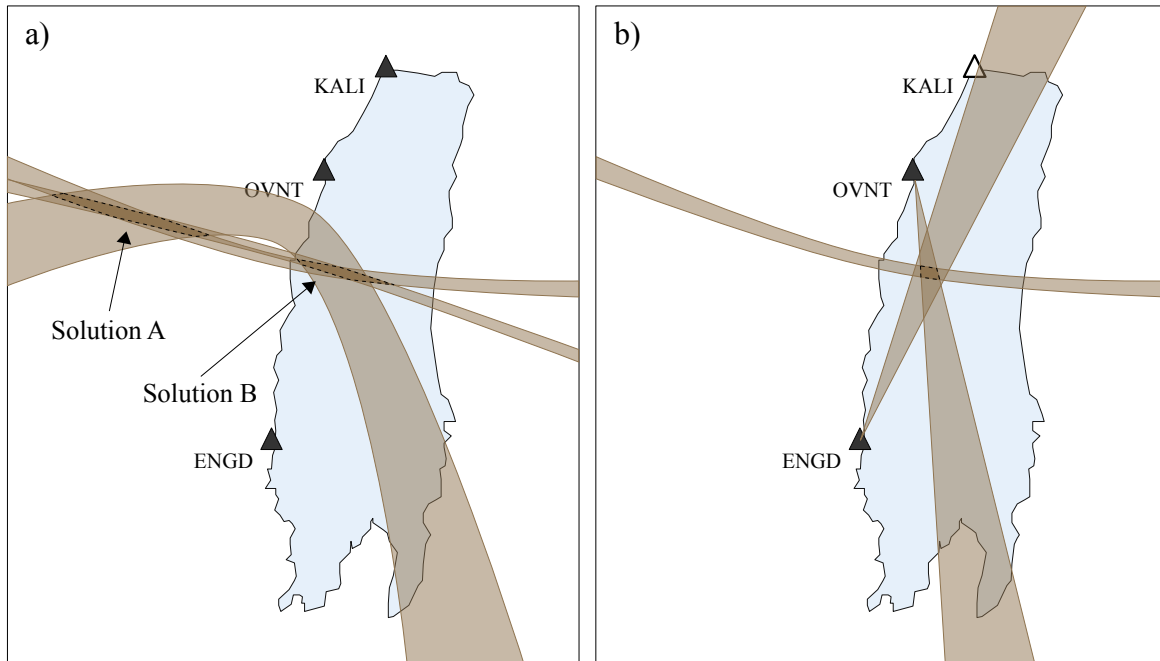 a)
KALI
OVNT
Solution A
Solution B
ENGD
b)
KALI
OVNT
ENGD